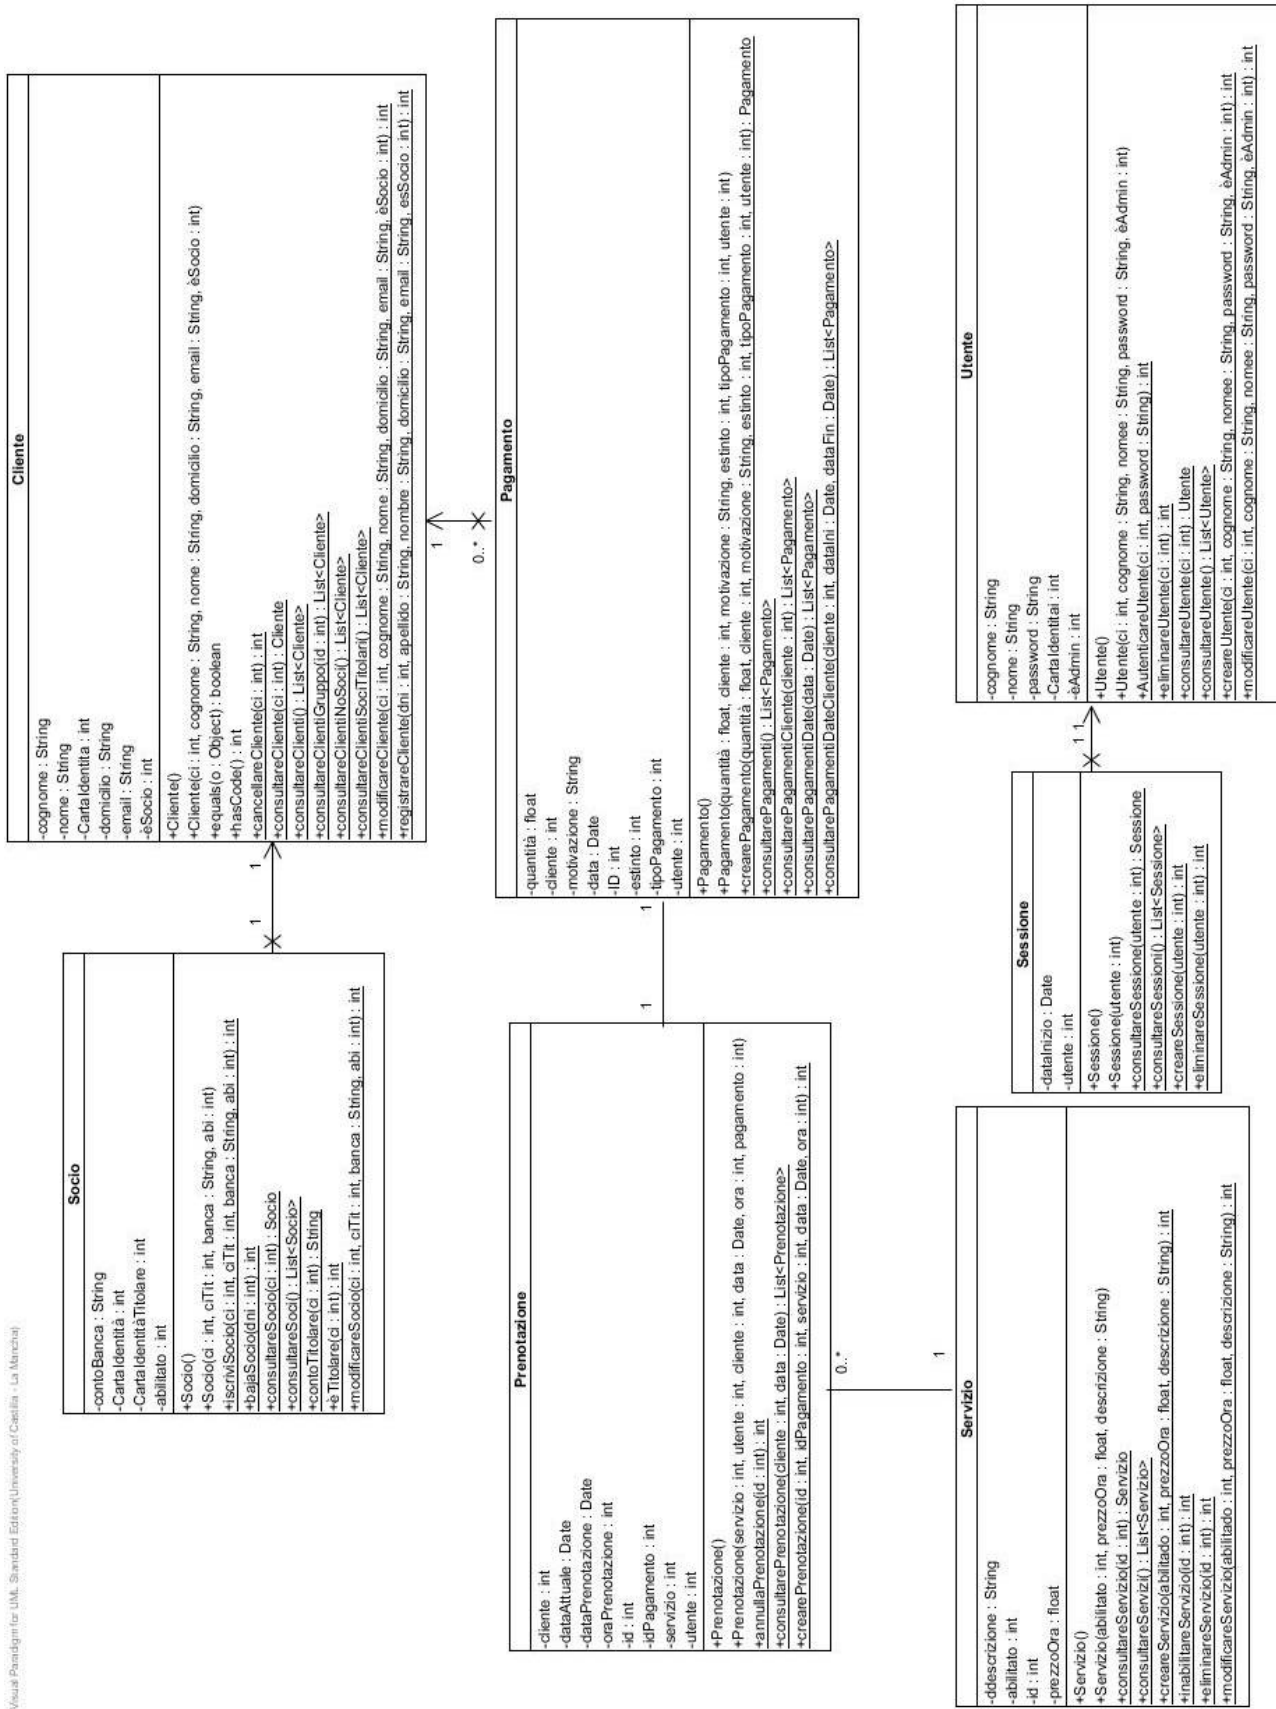 Visual Paradigm for UML Standard Edition(University of Castilla - La Mancha)
Socio
-contoBanca : String
-CartaIdentità : int
-CartaIdentitàTitolare : int
-abilitato : int
+Socio()
+Socio(ci : int, ciTit : int, banca : String, abi : int)
+iscriviSocio(ci : int, ciTit : int, banca : String, abi : int) : int
+bajaSocio(dni : int) : int
+consultareSocio(ci : int) : Socio
+consultareSoci() : List<Socio>
+contoTitolare(ci : int) : String
+èTitolare(ci : int) : int
+modificareSocio(ci : int, ciTit : int, banca : String, abi : int) : int
1
1
Cliente
-cognome : String
-nome : String
-CartaIdentita : int
-domicilio : String
-email : String
-èSocio : int
+Cliente()
+Cliente(ci : int, cognome : String, nome : String, domicilio : String, email : String, èSocio : int)
+equals(o : Object) : boolean
+hasCode() : int
+cancellareCliente(ci : int) : int
+consultareCliente(ci : int) : Cliente
+consultareClienti() : List<Cliente>
+consultareClientiGruppo(id : int) : List<Cliente>
+consultareClientiNoSoci() : List<Cliente>
+consultareClientiSociTitolari() : List<Cliente>
+modificareCliente(ci : int, cognome : String, nome : String, domicilio : String, email : String, èSocio : int) : int
+registrareCliente(dni : int, apellido : String, nombre : String, domicilio : String, email : String, esSocio : int) : int
1
0..*
Prenotazione
-cliente : int
-dataAttuale : Date
-dataPrenotazione : Date
-oraPrenotazione : int
-id : int
-idPagamento : int
-servizio : int
-utente : int
+Prenotazione()
+Prenotazione(servizio : int, utente : int, cliente : int, data : Date, ora : int, pagamento : int)
+annullaPrenotazione(id : int) : int
+consultarePrenotazione(cliente : int, data : Date) : List<Prenotazione>
+crearePrenotazione(id : int, idPagamento : int, servizio : int, data : Date, ora : int) : int
1
1
Pagamento
-quantità : float
-cliente : int
-motivazione : String
-data : Date
-ID : int
-estinto : int
-tipoPagamento : int
-utente : int
+Pagamento()
+Pagamento(quantità : float, cliente : int, motivazione : String, estinto : int, tipoPagamento : int, utente : int)
+crearePagamento(quantità : float, cliente : int, motivazione : String, estinto : int, tipoPagamento : int, utente : int) : Pagamento
+consultarePagamenti() : List<Pagamento>
+consultarePagamentiCliente(cliente : int) : List<Pagamento>
+consultarePagamentiDate(data : Date) : List<Pagamento>
+consultarePagamentiDateCliente(cliente : int, dataIni : Date, dataFin : Date) : List<Pagamento>
0..*
1
Servizio
-ddescrizione : String
-abilitato : int
-id : int
-prezzoOra : float
+Servizio()
+Servizio(abilitato : int, prezzoOra : float, descrizione : String)
+consultareServizio(id : int) : Servizio
+consultareServizi() : List<Servizio>
+creareServizio(abilitado : int, prezzoOra : float, descrizione : String) : int
+inabilitareServizio(id : int) : int
+eliminareServizio(id : int) : int
+modificareServizio(abilitado : int, prezzoOra : float, descrizione : String) : int
Sessione
-dataInizio : Date
-utente : int
+Sessione()
+Sessione(utente : int)
+consultareSessione(utente : int) : Sessione
+consultareSessioni() : List<Sessione>
+creareSessione(utente : int) : int
+eliminareSessione(utente : int) : int
1 1
Utente
-cognome : String
-nome : String
-password : String
-CartaIdentitai : int
-èAdmin : int
+Utente()
+Utente(ci : int, cognome : String, nomee : String, password : String, èAdmin : int)
+AutenticareUtente(ci : int, password : String) : int
+eliminareUtente(ci : int) : int
+consultareUtente(ci : int) : Utente
+consultareUtente() : List<Utente>
+creareUtente(ci : int, cognome : String, nomee : String, password : String, èAdmin : int) : int
+modificareUtente(ci : int, cognome : String, nomee : String, password : String, èAdmin : int) : int